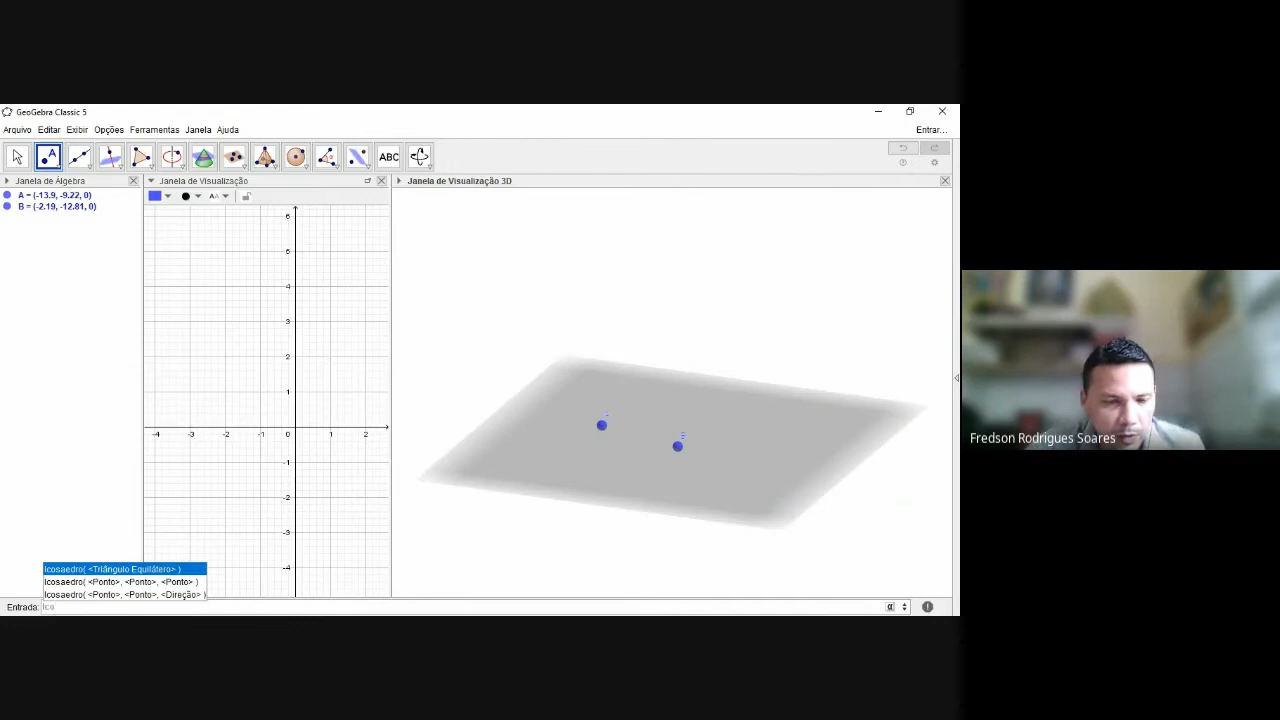 GeoGebra Classic 5
Arquivo Editar Exibir Opções Ferramentas Janela Ajuda
Entrar...
A
ABC
Janela de Álgebra
Janela de Visualização
Janela de Visualização 3D
AA
A = (-13.9, -9.22, 0)
B = (-2.19, -12.81, 0)
6
5
4
3
2
1
-4 -3 -2 -1 0 1 2
-1
-2
-3
-4
Fredson Rodrigues Soares
Icosaedro( <Triângulo Equilátero> )
Icosaedro( <Ponto>, <Ponto>, <Ponto> )
Icosaedro( <Ponto>, <Ponto>, <Direção> )
Entrada: Ico
α